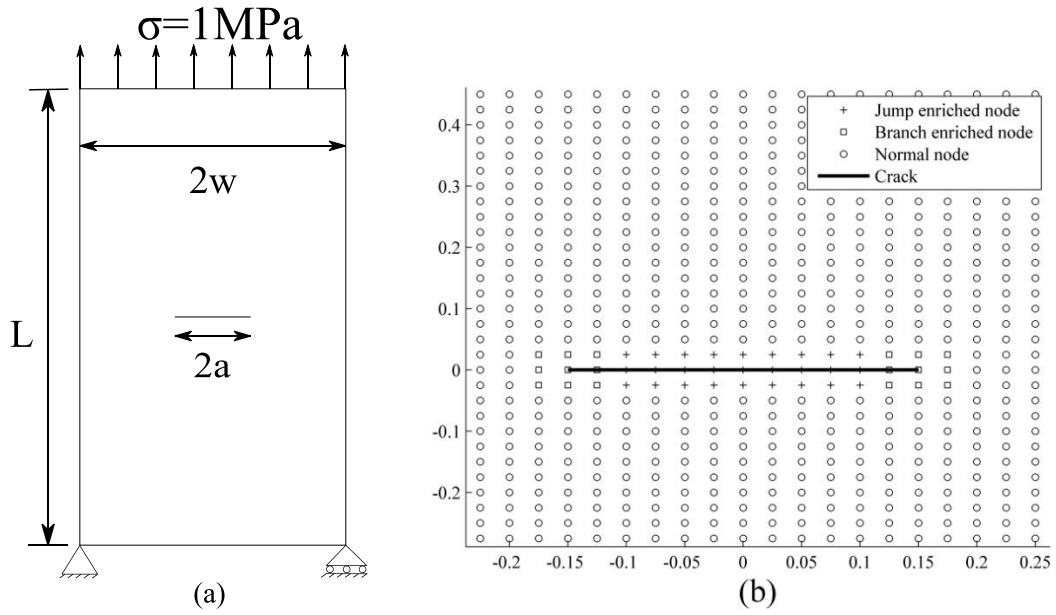 σ=1MPa
2w
L
2a
(a)
Jump enriched node
Branch enriched node
Normal node
Crack
0.4
0.3
0.2
0.1
0
-0.1
-0.2
-0.2 -0.15 -0.1 -0.05 0 0.05 0.1 0.15 0.2 0.25
(b)